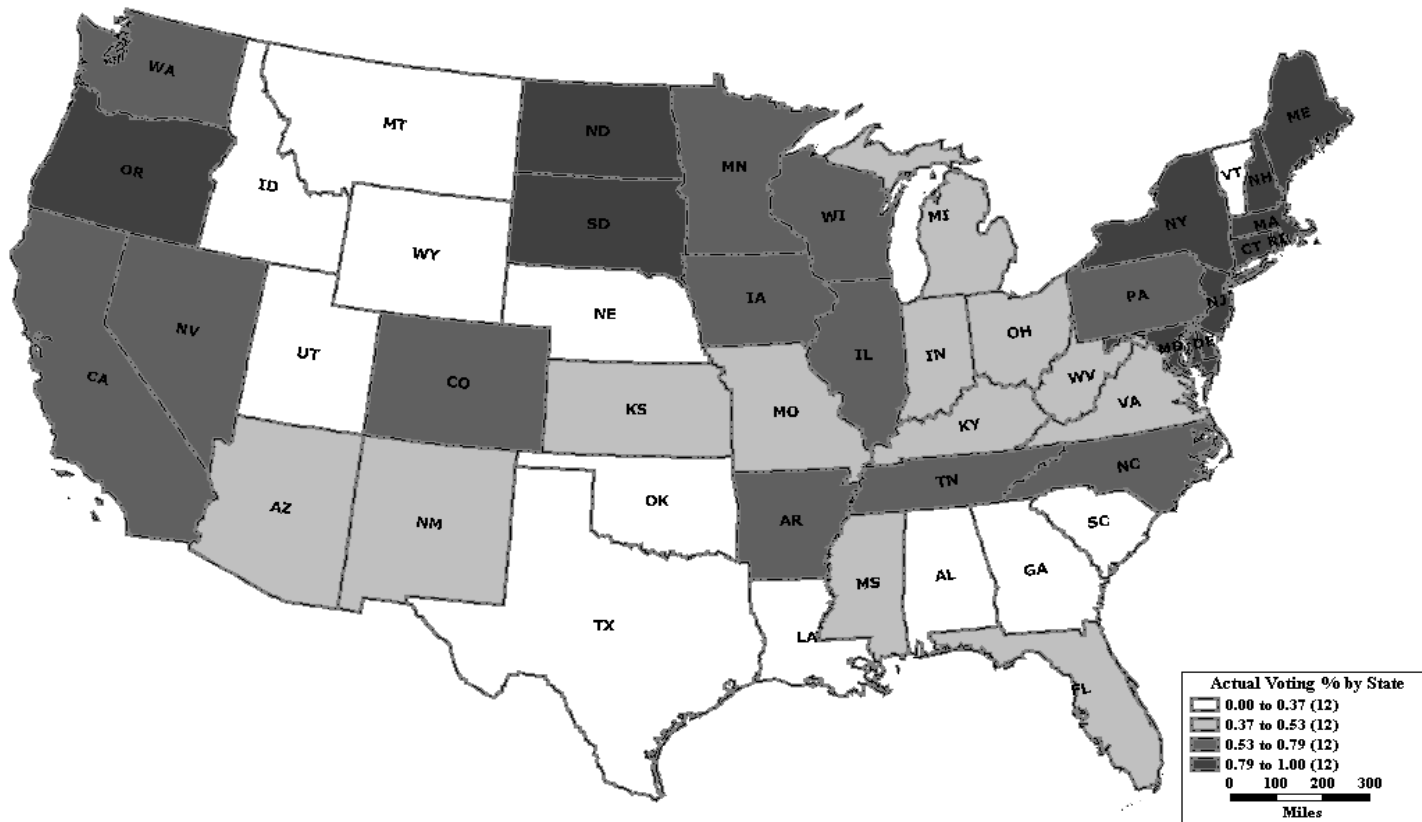 WA
ME
MT
ND
OR
MN
VT
NH
ID
WI
MI
NY
MA
SD
CT RI
WY
IA
PA
NE
NJ
NV
OH
MD DE
UT
IL
IN
CA
CO
WV
KS
MO
VA
KY
NC
TN
OK
AZ
NM
AR
SC
MS
AL
GA
TX
LA
FL
Actual Voting % by State
0.00 to 0.37 (12)
0.37 to 0.53 (12)
0.53 to 0.79 (12)
0.79 to 1.00 (12)
0 100 200 300
Miles